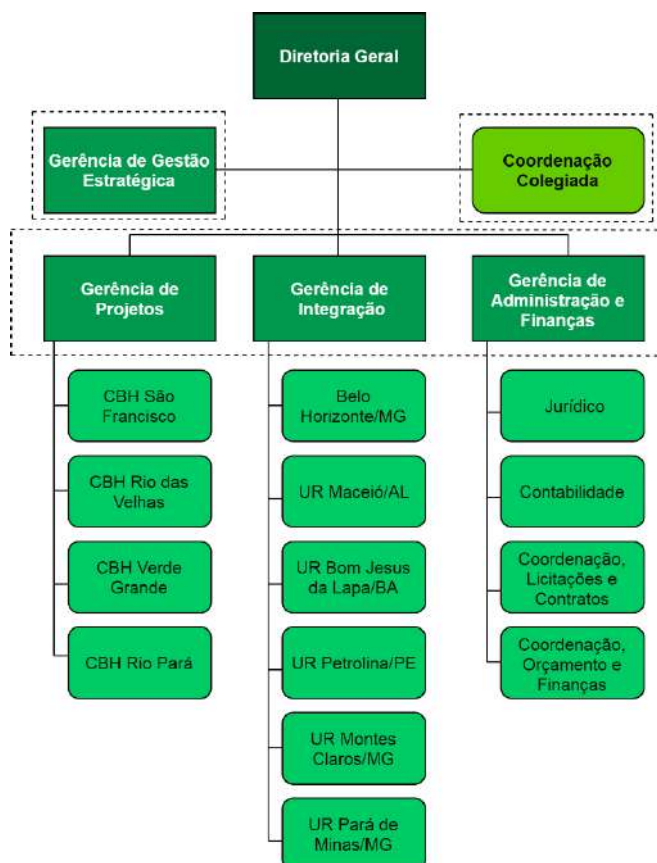 Diretoria Geral
Gerência de Gestão
Estratégica
Coordenação
Colegiada
Gerência de
Projetos
Gerência de
Integração
Gerência de
Administração e
Finanças
CBH São
Francisco
CBH Rio das
Velhas
CBH Verde
Grande
CBH Rio Pará
Belo
Horizonte/MG
UR Maceió/AL
UR Bom Jesus
da Lapa/BA
UR Petrolina/PE
UR Montes
Claros/MG
UR Pará de
Minas/MG
Jurídico
Contabilidade
Coordenação,
Licitações e
Contratos
Coordenação,
Orçamento e
Finanças